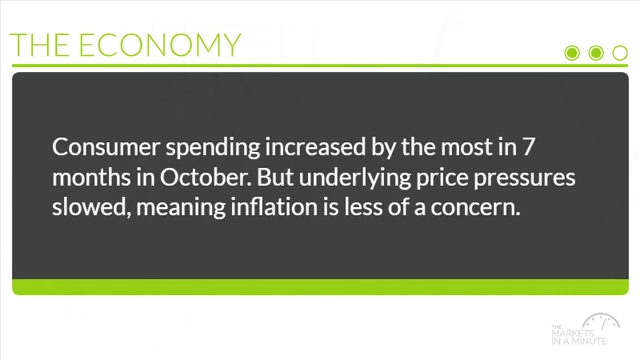 THE ECONOMY
Consumer spending increased by the most in 7
months in October. But underlying price pressures
slowed, meaning inflation is less of a concern.
THE
MARKETS
IN A MINUTE